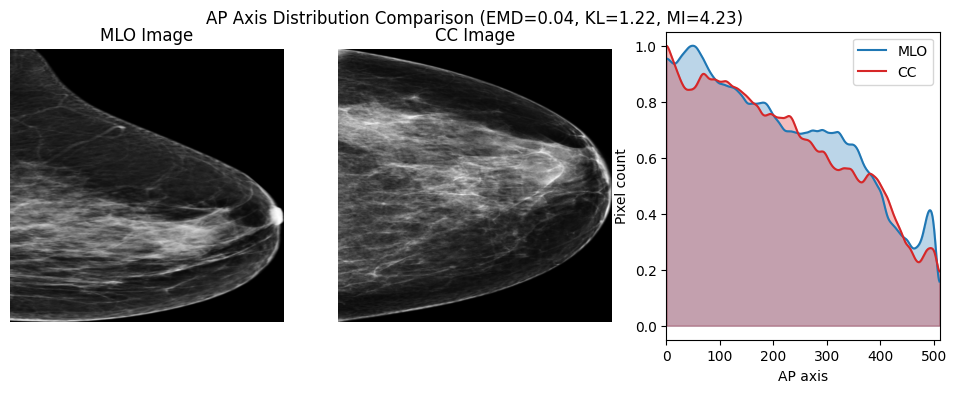 AP Axis Distribution Comparison (EMD=0.04, KL=1.22, MI=4.23)
MLO Image
CC Image
MLO
CC
1.0
0.8
0.6
0.4
0.2
0.0
Pixel count
0 100 200 300 400 500
AP axis